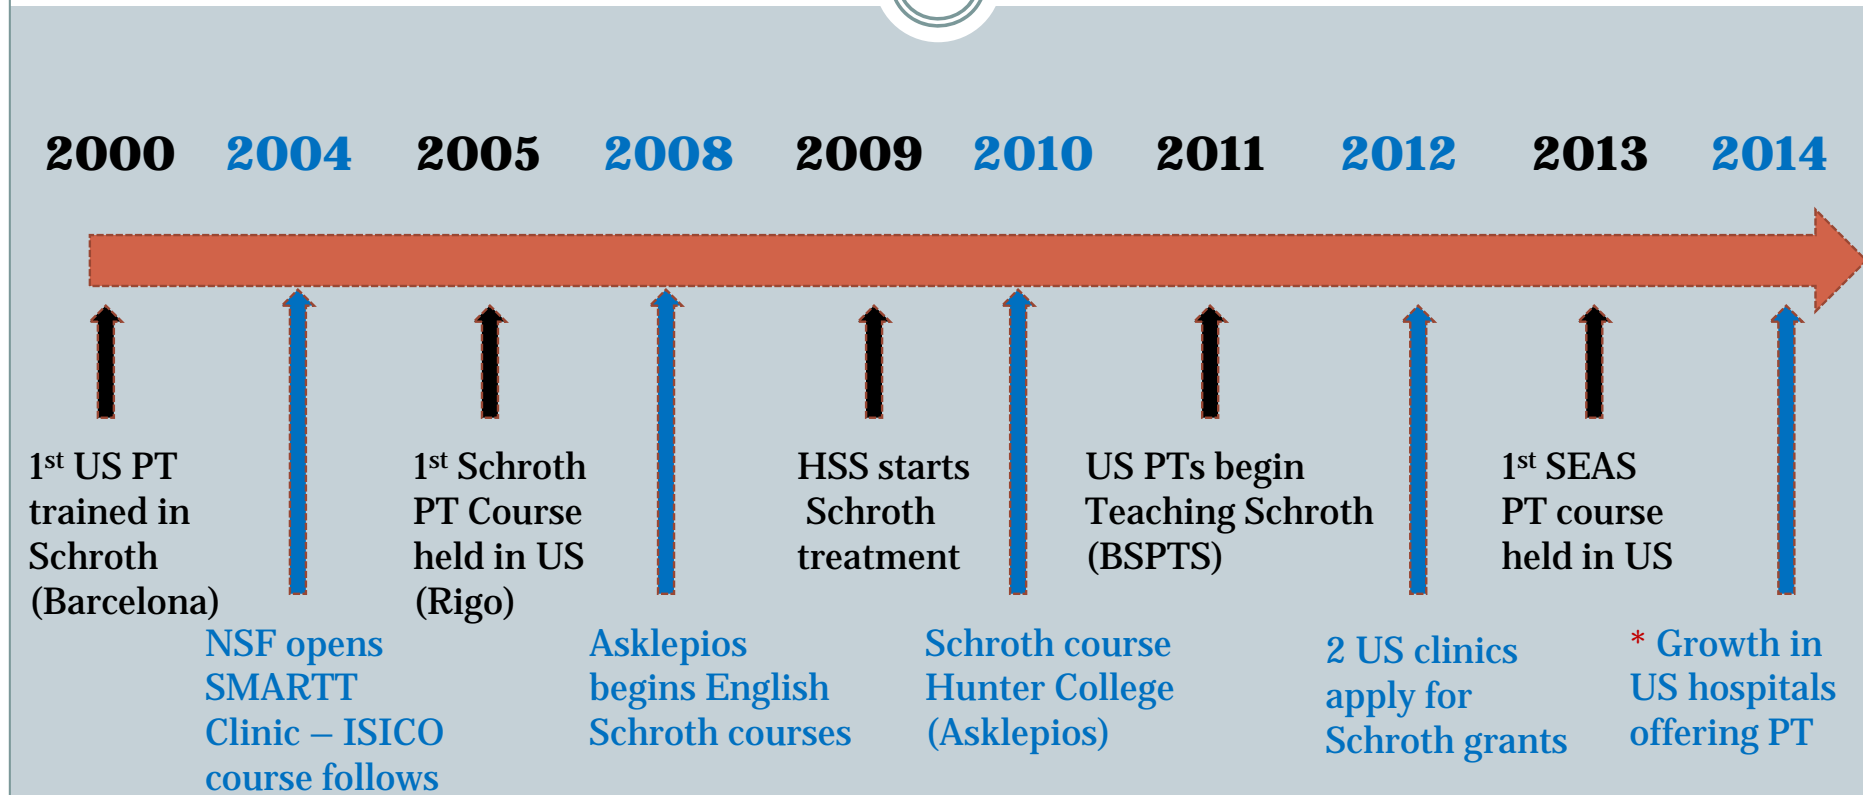 2000 2004 2005 2008 2009 2010 2011 2012 2013 2014
1st US PT
trained in
Schroth
(Barcelona)
NSF opens
SMARTT
Clinic – ISICO
course follows
1st Schroth
PT Course
held in US
(Rigo)
Asklepios
begins English
Schroth courses
HSS starts
Schroth
treatment
Schroth course
Hunter College
(Asklepios)
US PTs begin
Teaching Schroth
(BSPTS)
2 US clinics
apply for
Schroth grants
1st SEAS
PT course
held in US
* Growth in
US hospitals
offering PT